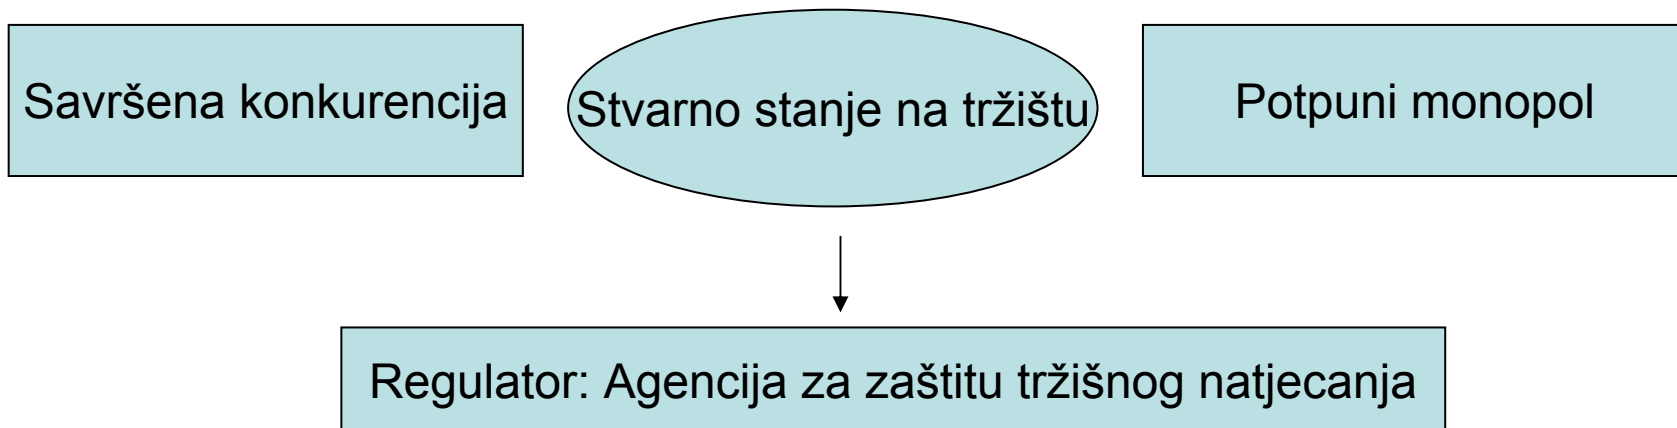 Savršena konkurencija
Stvarno stanje na tržištu
Potpuni monopol
Regulator: Agencija za zaštitu tržišnog natjecanja